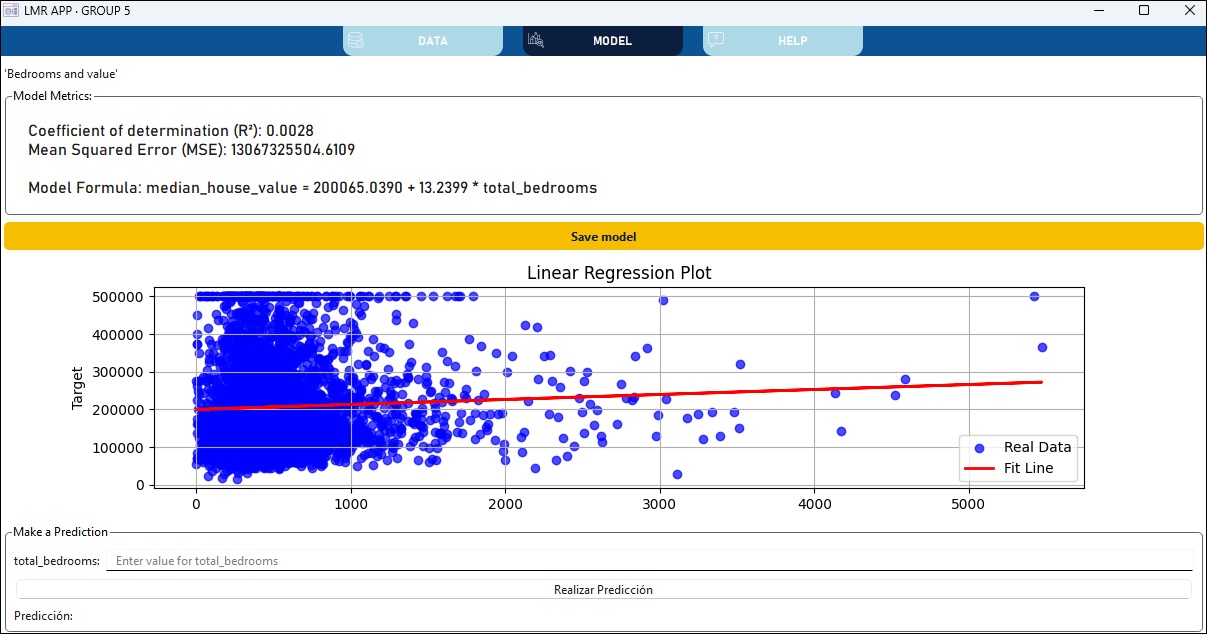 LMR APP · GROUP 5
DATA
MODEL
HELP
'Bedrooms and value'
Model Metrics:
Coefficient of determination (R²): 0.0028
Mean Squared Error (MSE): 13067325504.6109
Model Formula: median_house_value = 200065.0390 + 13.2399 * total_bedrooms
Save model
Linear Regression Plot
500000
400000
300000
200000
100000
0
Target
Real Data
Fit Line
0 1000 2000 3000 4000 5000
Make a Prediction
total_bedrooms: Enter value for total_bedrooms
Realizar Predicción
Predicción: